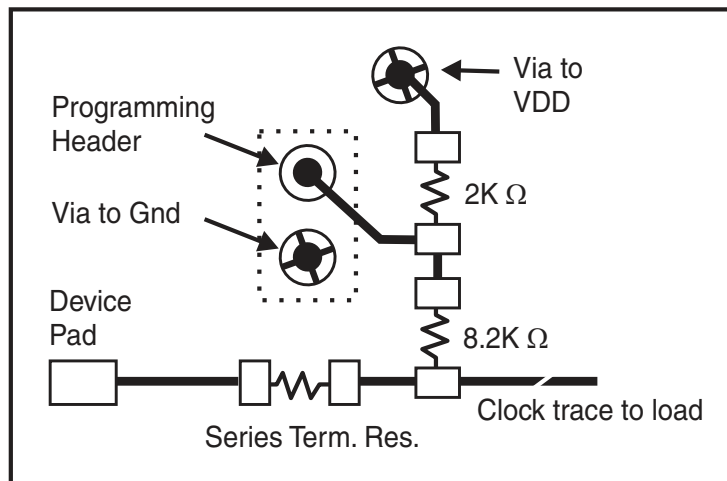 Via to
VDD
Programming
Header
2K Ω
Via to Gnd
Device
Pad
8.2K Ω
Clock trace to load
Series Term. Res.